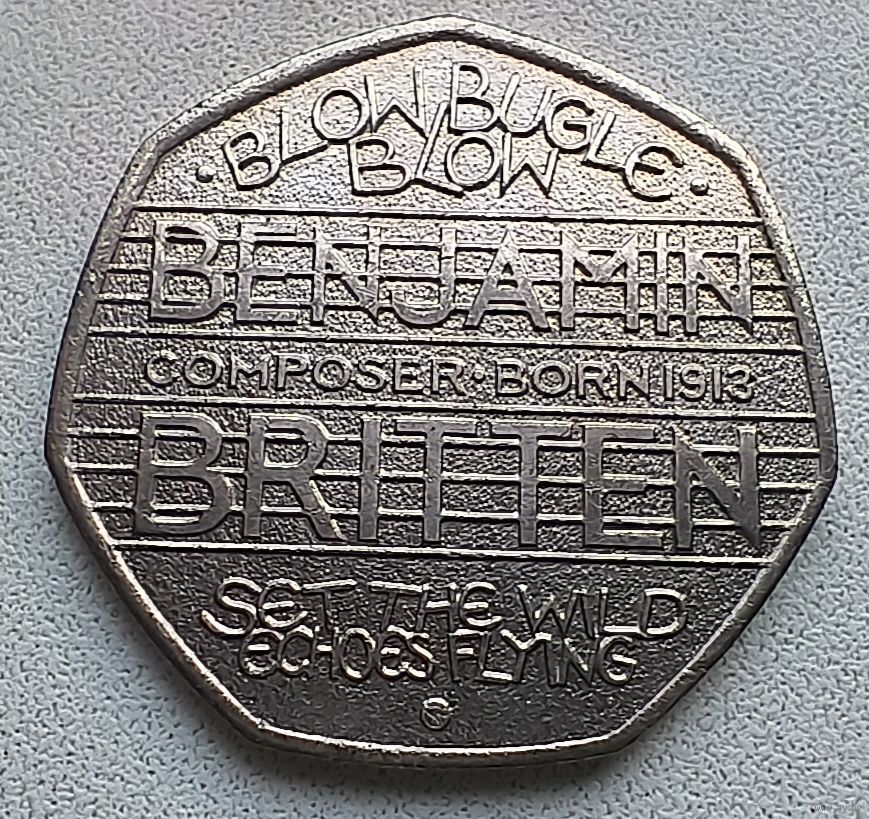 · BLOW BUGLE ·
BLOW
BENJAMIN
COMPOSER · BORN 1913
BRITTEN
SET THE WILD
ECHOES FLYING